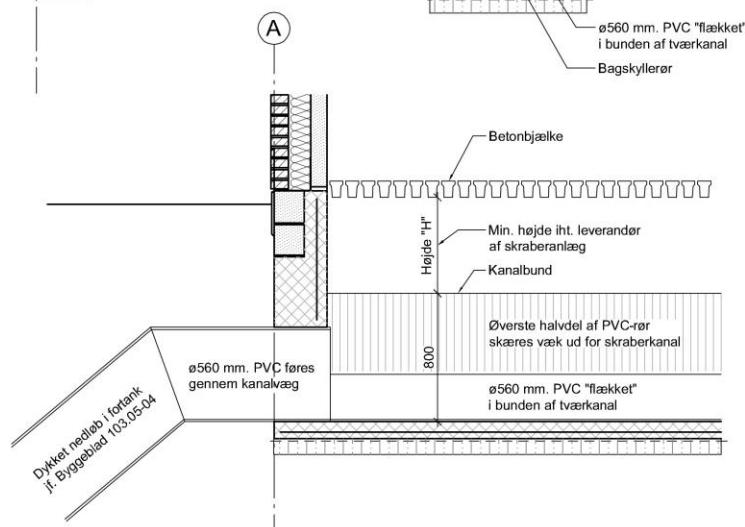 ø560 mm. PVC "flækket"
i bunden af tværkanal
Bagskyllerør
A
Betonbjælke
Højde "H"
Min. højde iht. leverandør
af skraberanlæg
Kanalbund
800
Øverste halvdel af PVC-rør
skæres væk ud for skraberkanal
ø560 mm. PVC føres
gennem kanalvæg
ø560 mm. PVC "flækket"
i bunden af tværkanal
Dykket nedløb i fortank
jf. Byggeblad 103.05-04